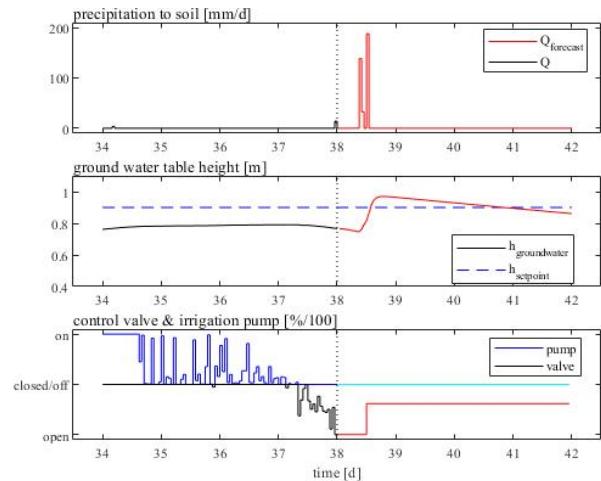 precipitation to soil [mm/d]
200
100
0
Q_forecast
Q
34 35 36 37 38 39 40 41 42
ground water table height [m]
1
0.8
0.6
0.4
h_groundwater
h_setpoint
34 35 36 37 38 39 40 41 42
control valve & irrigation pump [%/100]
on
closed/off
open
pump
valve
34 35 36 37 38 39 40 41 42
time [d]